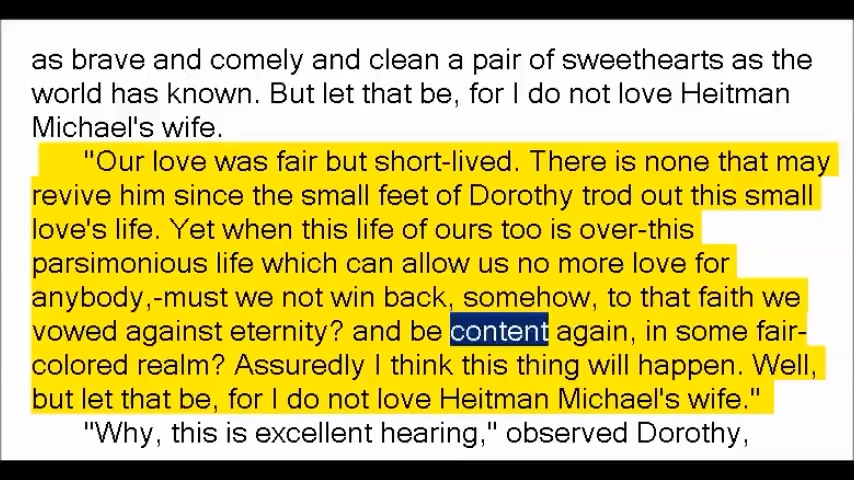 as brave and comely and clean a pair of sweethearts as the
world has known. But let that be, for I do not love Heitman
Michael's wife.
"Our love was fair but short-lived. There is none that may
revive him since the small feet of Dorothy trod out this small
love's life. Yet when this life of ours too is over-this
parsimonious life which can allow us no more love for
anybody,-must we not win back, somehow, to that faith we
vowed against eternity? and be content again, in some fair-
colored realm? Assuredly I think this thing will happen. Well,
but let that be, for I do not love Heitman Michael's wife."
"Why, this is excellent hearing," observed Dorothy,